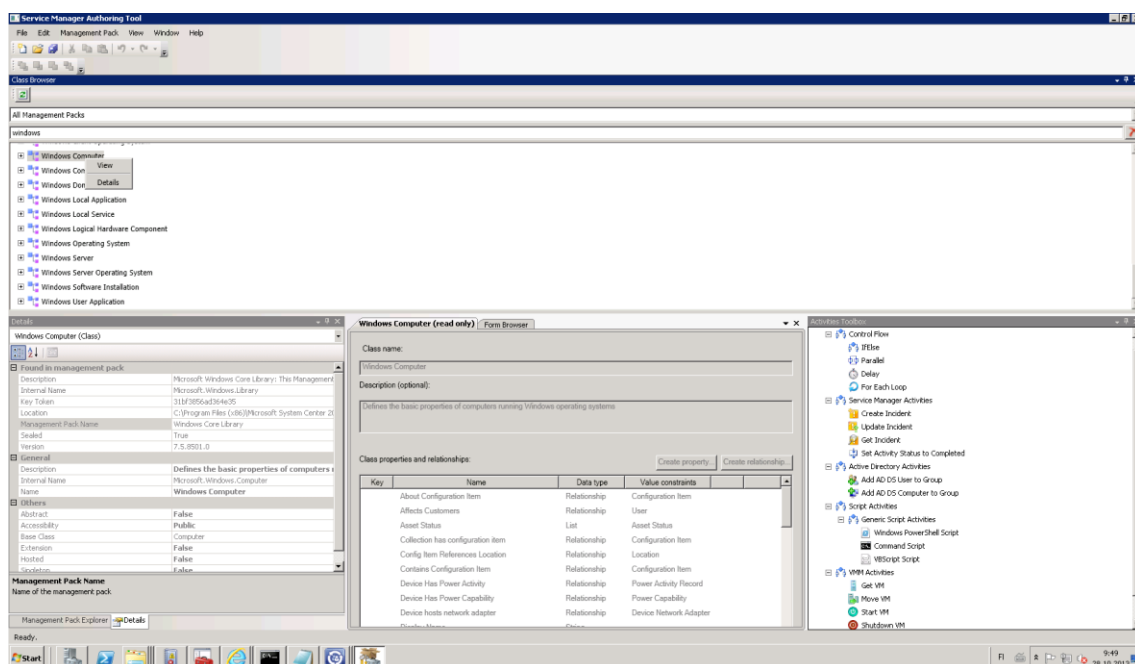 Service Manager Authoring Tool
File Edit Management Pack View Window Help
Class Browser
All Management Packs
windows
Windows Computer
View
Windows Con
Details
Windows Don
Windows Local Application
Windows Local Service
Windows Logical Hardware Component
Windows Operating System
Windows Server
Windows Server Operating System
Windows Software Installation
Windows User Application
Details
Windows Computer (Class)
Found in management pack
Description Microsoft Windows Core Library: This Management
Internal Name Microsoft.Windows.Library
Key Token 31bf3856ad364e35
Location C:\Program Files (x86)\Microsoft System Center 20
Management Pack Name Windows Core Library
Sealed True
Version 7.5.8501.0
General
Description Defines the basic properties of computers r
Internal Name Microsoft.Windows.Computer
Name Windows Computer
Others
Abstract False
Accessibility Public
Base Class Computer
Extension False
Hosted False
Singleton False
Management Pack Name
Name of the management pack
Management Pack Explorer Details
Windows Computer (read only) Form Browser
Class name:
Windows Computer
Description (optional):
Defines the basic properties of computers running Windows operating systems
Class properties and relationships:
Create property... Create relationship...
Key Name Data type Value constraints
About Configuration Item Relationship Configuration Item
Affects Customers Relationship User
Asset Status List Asset Status
Collection has configuration item Relationship Configuration Item
Config Item References Location Relationship Location
Contains Configuration Item Relationship Configuration Item
Device Has Power Activity Relationship Power Activity Record
Device Has Power Capability Relationship Power Capability
Device hosts network adapter Relationship Device Network Adapter
Display Name String
Activities Toolbox
Control Flow
IfElse
Parallel
Delay
For Each Loop
Service Manager Activities
Create Incident
Update Incident
Get Incident
Set Activity Status to Completed
Active Directory Activities
Add AD DS User to Group
Add AD DS Computer to Group
Script Activities
Generic Script Activities
Windows PowerShell Script
Command Script
VBScript Script
VMM Activities
Get VM
Move VM
Start VM
Shutdown VM
Ready.
Start
FI
9:49
28.10.2013